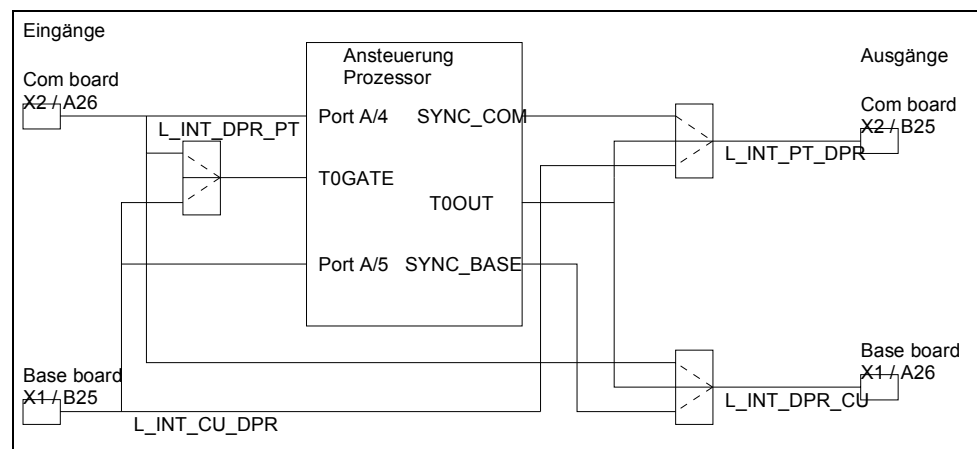 Eingänge
Com board
X2 / A26
L_INT_DPR_PT
Base board
X1 / B25
L_INT_CU_DPR
Ansteuerung
Prozessor
Port A/4 SYNC_COM
T0GATE
T0OUT
Port A/5 SYNC_BASE
Ausgänge
Com board
X2 / B25
L_INT_PT_DPR
Base board
X1 / A26
L_INT_DPR_CU